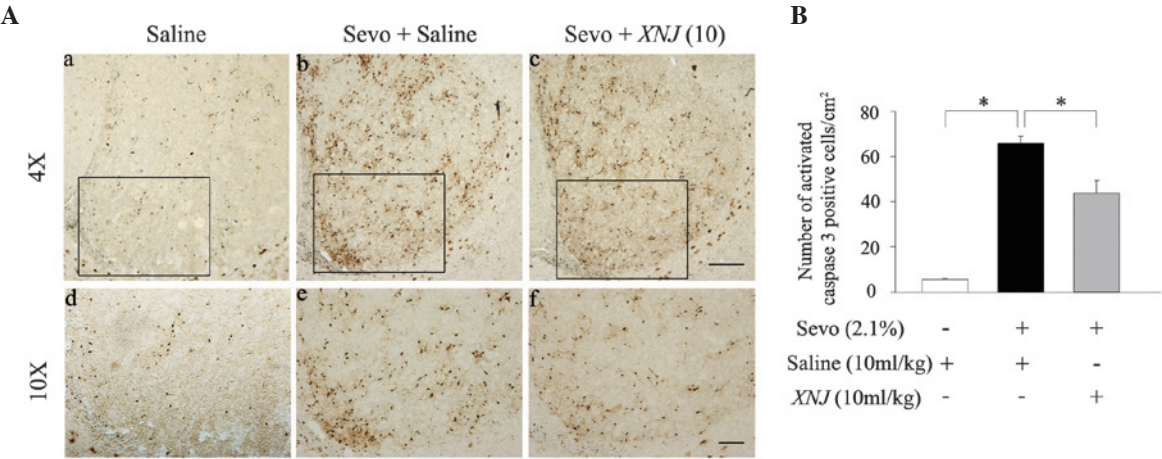 A
Saline
Sevo + Saline
Sevo + XNJ (10)
4X
a
b
c
10X
d
e
f
B
Number of activated
caspase 3 positive cells/cm²
80
60
40
20
0
* *
Sevo (2.1%) - + +
Saline (10ml/kg) + + -
XNJ (10ml/kg) - - +